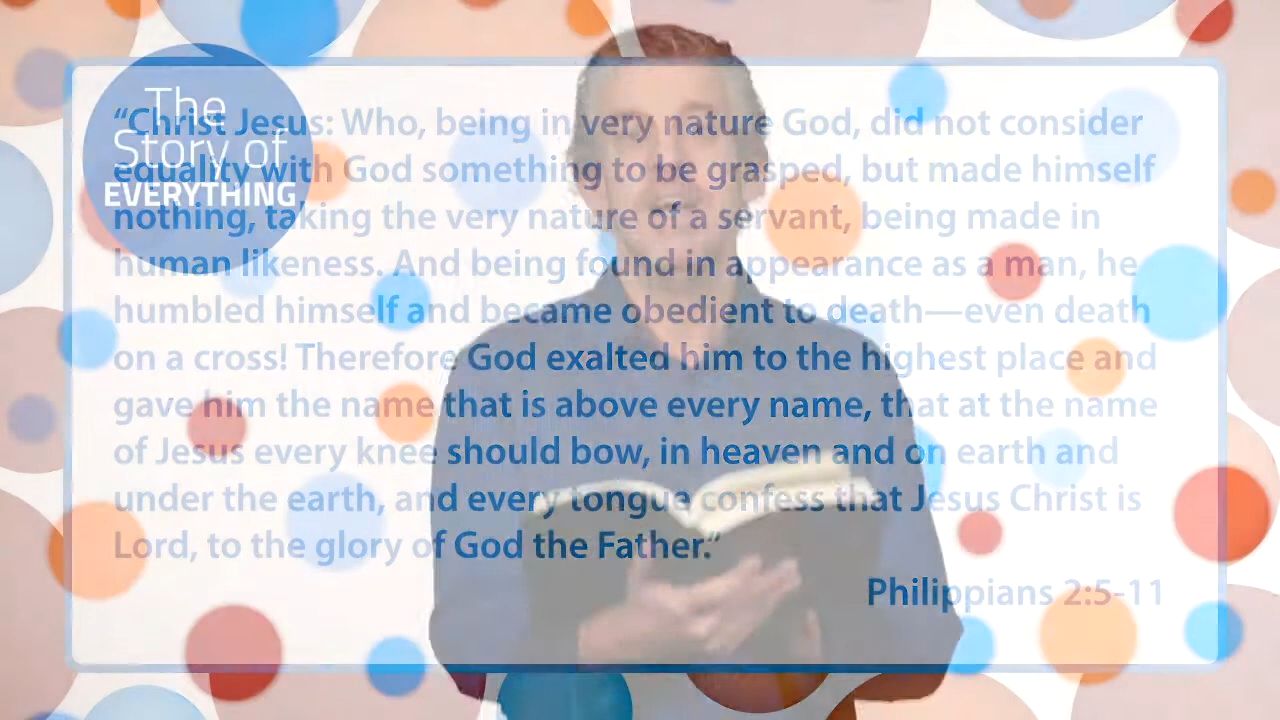 The
Story of
EVERYTHING
“Christ Jesus: Who, being in very nature God, did not consider
equality with God something to be grasped, but made himself
nothing, taking the very nature of a servant, being made in
human likeness. And being found in appearance as a man, he
humbled himself and became obedient to death—even death
on a cross! Therefore God exalted him to the highest place and
gave him the name that is above every name, that at the name
of Jesus every knee should bow, in heaven and on earth and
under the earth, and every tongue confess that Jesus Christ is
Lord, to the glory of God the Father.”
Philippians 2:5-11